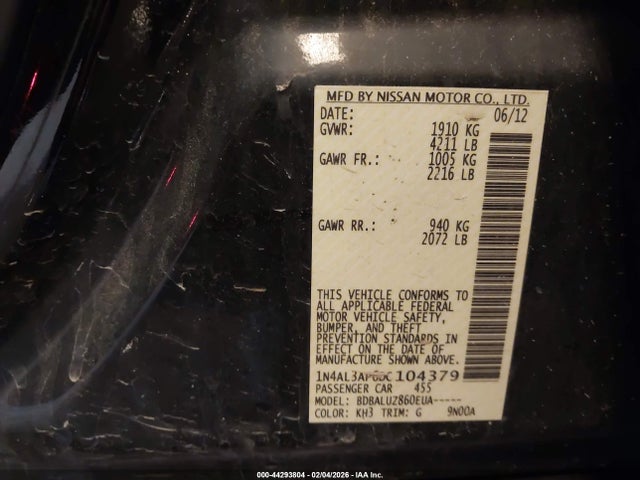 MFD BY NISSAN MOTOR CO., LTD.
DATE: 06/12
GVWR: 1910 KG
4211 LB
GAWR FR.: 1005 KG
2216 LB
GAWR RR.: 940 KG
2072 LB
THIS VEHICLE CONFORMS TO
ALL APPLICABLE FEDERAL
MOTOR VEHICLE SAFETY,
BUMPER, AND THEFT
PREVENTION STANDARDS IN
EFFECT ON THE DATE OF
MANUFACTURE SHOWN ABOVE.
104379
PASSENGER CAR 455
MODEL: BDBALUZ860EUA-----
COLOR: KH3 TRIM: G 9N00A
000-44293804 - 02/04/2026 - IAA Inc.